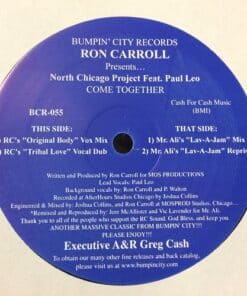 BUMPIN' CITY RECORDS
RON CARROLL
Presents...
North Chicago Project Feat. Paul Leo
COME TOGETHER
Cash For Cash Music
(BMI)
BCR-055
THIS SIDE:
THAT SIDE:
1) RC's "Original Body" Vox Mix
1) Mr. Ali's "Lav-A-Jam" Mix
2) RC's "Tribal Love" Vocal Dub
2) Mr. Ali's "Lav-A-Jam" Reprise
Written and Produced by Ron Carroll for MOS PRODUCTIONS
Lead Vocals: Paul Leo
Background vocals by: Ron Carroll and P. Walton
Recorded at AfterHours Studios Chicago by Joshua Collins
Engineered & Mixed by: Joshua Collins, and Ron Carroll at MOSPROD Studios, Chicago...
*Remixed and Reproduced by: Jere McAllister and Vic Lavender for Mr. Ali.
Thank you to all of the people who support the RC Sound. God Bless, and keep up
ANOTHER MASSIVE CLASSIC FROM BUMPIN' CITY!!!
PLEASE ENJOY!!!
Executive A&R Greg Cash
To obtain our many other fine releases and back catalog,
please visit us at www.bumpincity.com